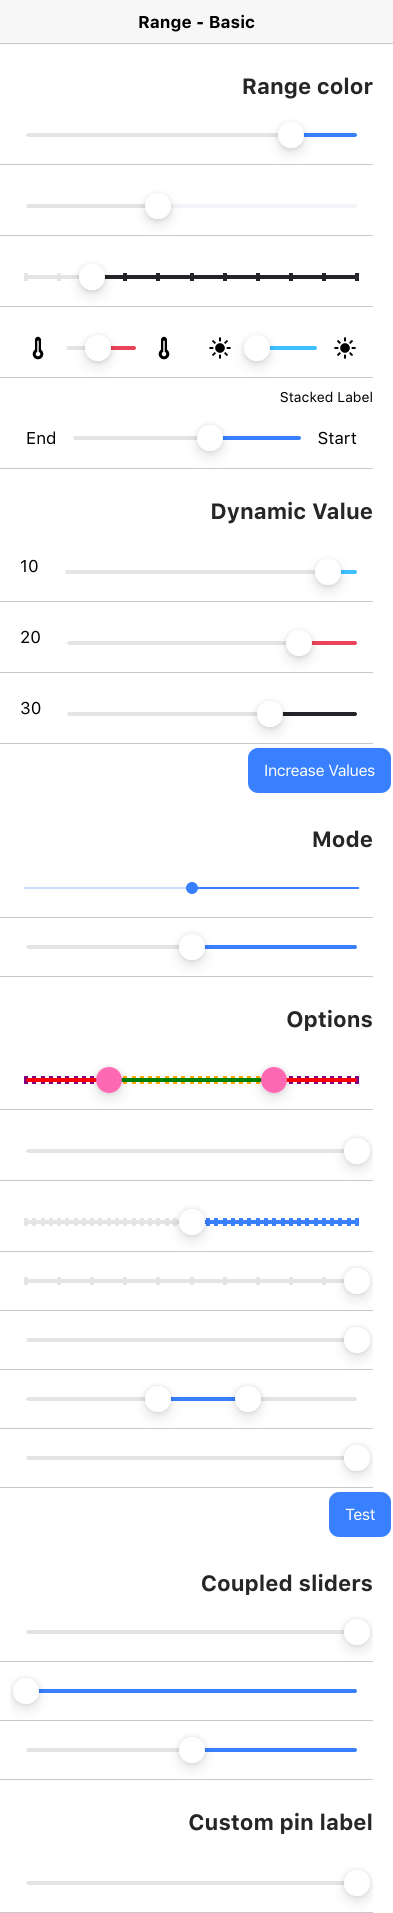 Range - Basic
Range color
Stacked Label
End
Start
Dynamic Value
10
20
30
Increase Values
Mode
Options
Test
Coupled sliders
Custom pin label